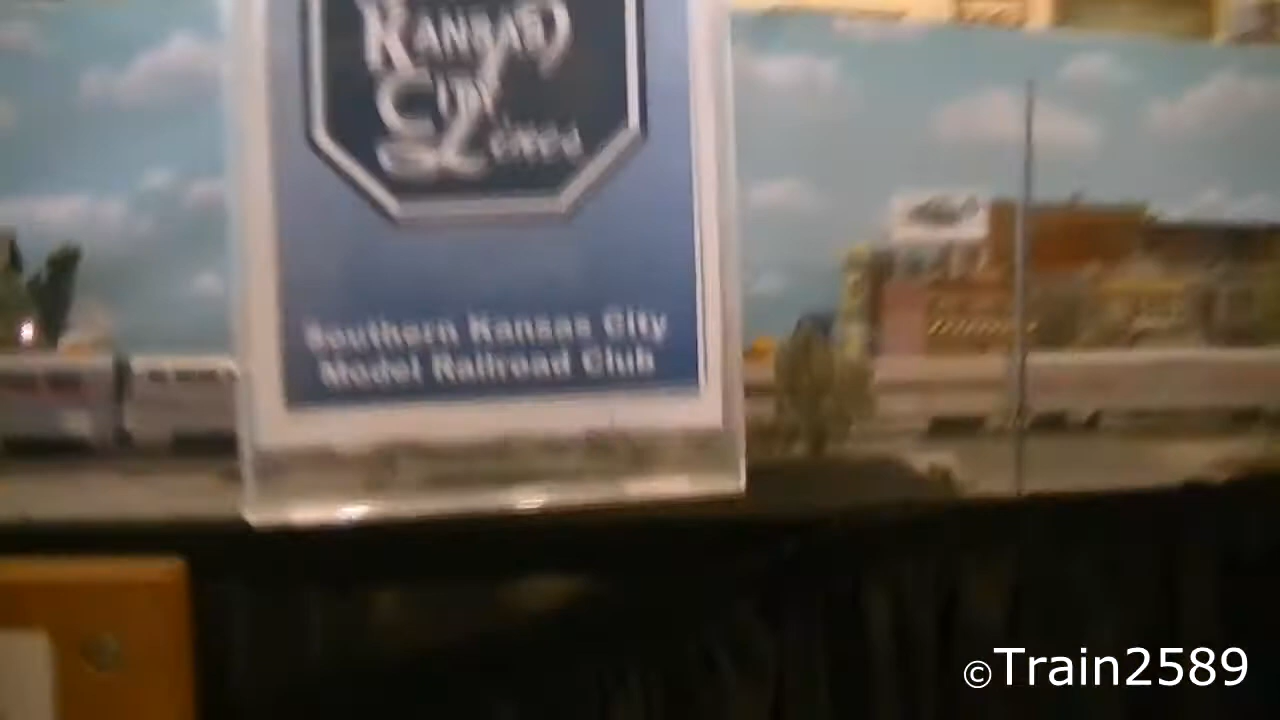 KANSAS
CITY
LINES
Southern Kansas City
Model Railroad Club
©Train2589